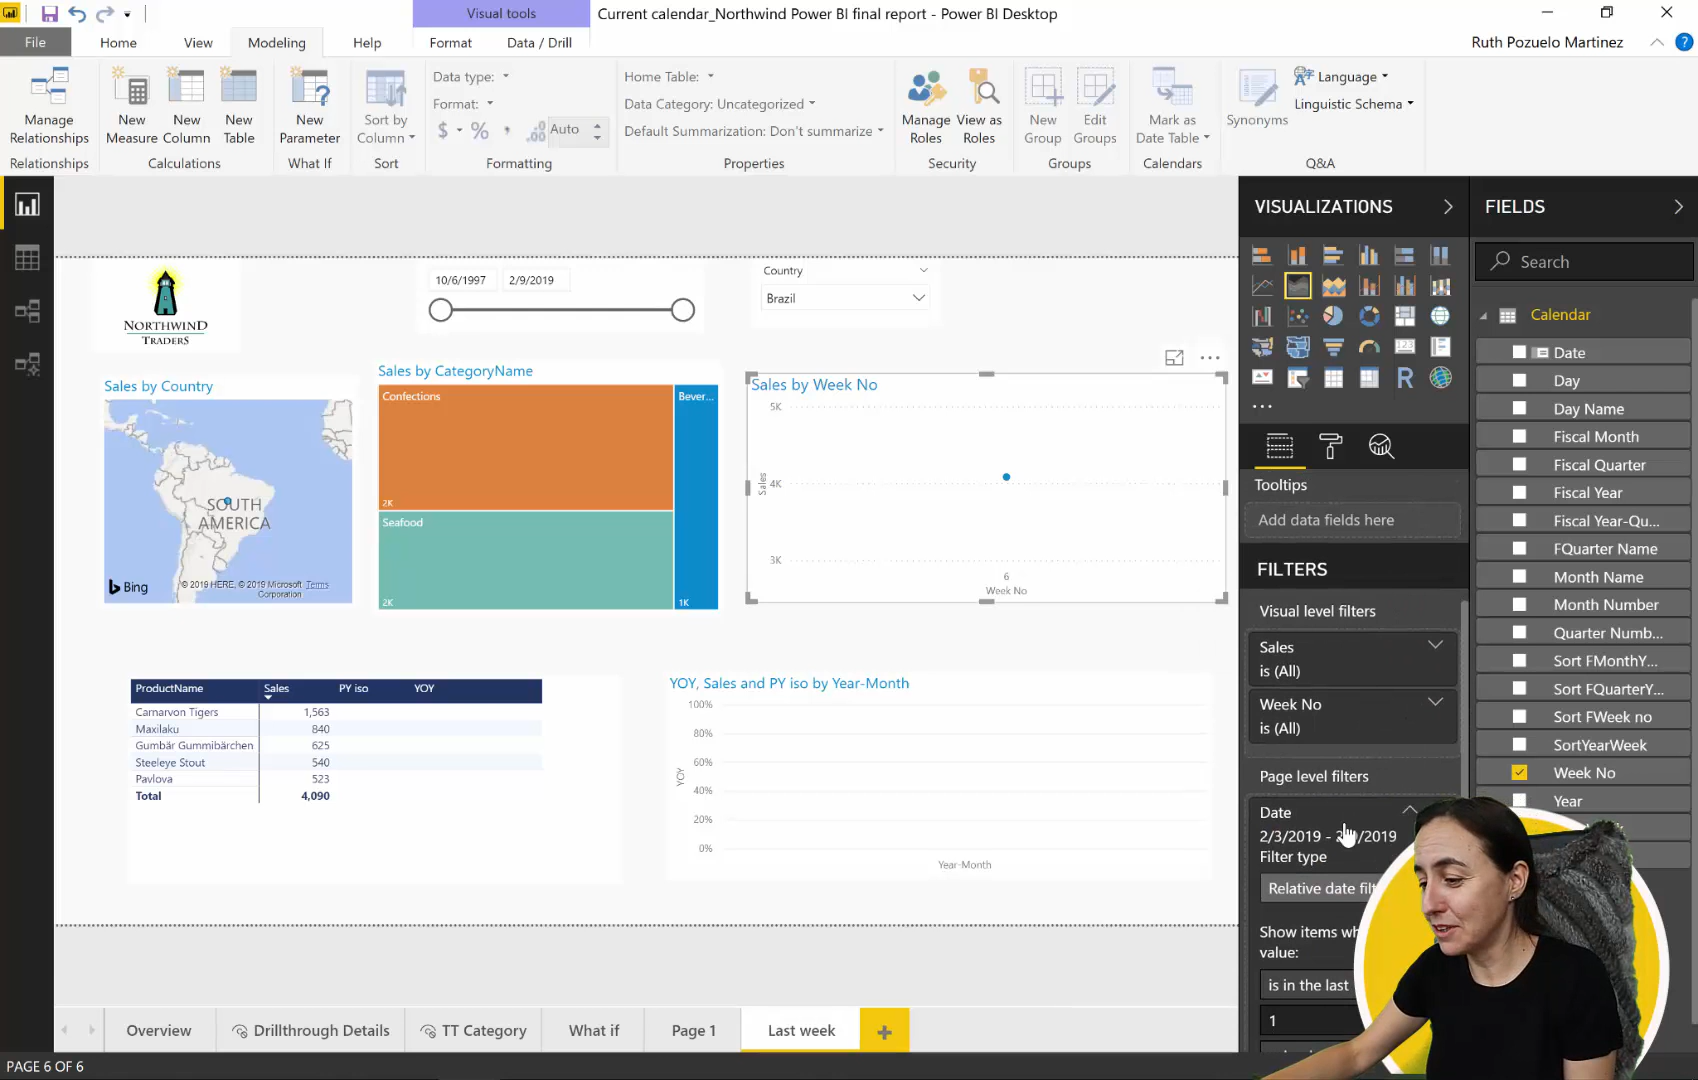 Visual tools
Current calendar_Northwind Power BI final report - Power BI Desktop
File
Home
View
Modeling
Help
Format
Data / Drill
Ruth Pozuelo Martinez
?
Manage
Relationships
Relationships
New
Measure
New
Column
New
Table
Calculations
New
Parameter
What If
Sort by
Column
Sort
Data type:
Format:
$ % , Auto
Formatting
Home Table:
Data Category: Uncategorized
Default Summarization: Don't summarize
Properties
Manage
Roles
View as
Roles
Security
New
Group
Edit
Groups
Groups
Mark as
Date Table
Calendars
Synonyms
Language
Linguistic Schema
Q&A
NORTHWIND
TRADERS
10/6/1997
2/9/2019
Country
Brazil
Sales by Country
SOUTH
AMERICA
Bing
© 2019 HERE, © 2019 Microsoft Corporation Terms
Sales by CategoryName
Confections
2K
Seafood
2K
Bever...
1K
Sales by Week No
5K
4K
3K
Sales
6
Week No
ProductName Sales PY iso YOY
Carnarvon Tigers 1,563
Maxilaku 840
Gumbär Gummibärchen 625
Steeleye Stout 540
Pavlova 523
Total 4,090
YOY, Sales and PY iso by Year-Month
100%
80%
60%
40%
20%
0%
YOY
Year-Month
VISUALIZATIONS
R
123
Tooltips
Add data fields here
FILTERS
Visual level filters
Sales
is (All)
Week No
is (All)
Page level filters
Date
2/3/2019 - 2/9/2019
Filter type
Relative date filt
Show items wh
value:
is in the last
1
FIELDS
Search
Calendar
Date
Day
Day Name
Fiscal Month
Fiscal Quarter
Fiscal Year
Fiscal Year-Qu...
FQuarter Name
Month Name
Month Number
Quarter Numb...
Sort FMonthY...
Sort FQuarterY...
Sort FWeek no
SortYearWeek
Week No
Year
Overview
Drillthrough Details
TT Category
What if
Page 1
Last week
PAGE 6 OF 6